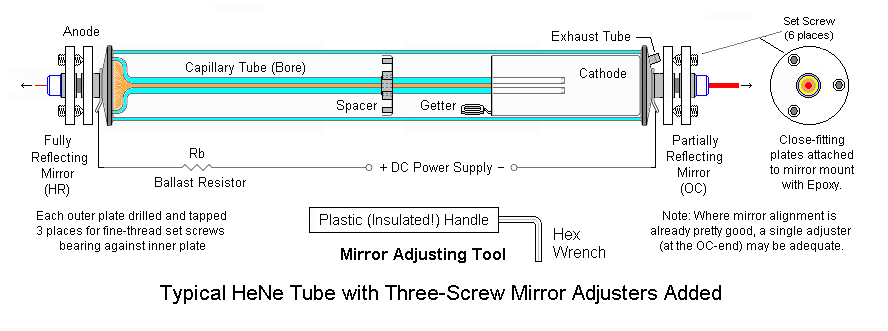 Anode
Exhaust Tube
Set Screw
(6 places)
Capillary Tube (Bore)
Cathode
Spacer
Getter
Fully
Reflecting
Mirror
(HR)
Rb
Ballast Resistor
+ DC Power Supply −
Partially
Reflecting
Mirror
(OC)
Close-fitting
plates attached
to mirror mount
with Epoxy.
Each outer plate drilled and tapped
3 places for fine-thread set screws
bearing against inner plate
Plastic (Insulated!) Handle
Hex
Wrench
Mirror Adjusting Tool
Note: Where mirror alignment is
already pretty good, a single adjuster
(at the OC-end) may be adequate.
Typical HeNe Tube with Three-Screw Mirror Adjusters Added